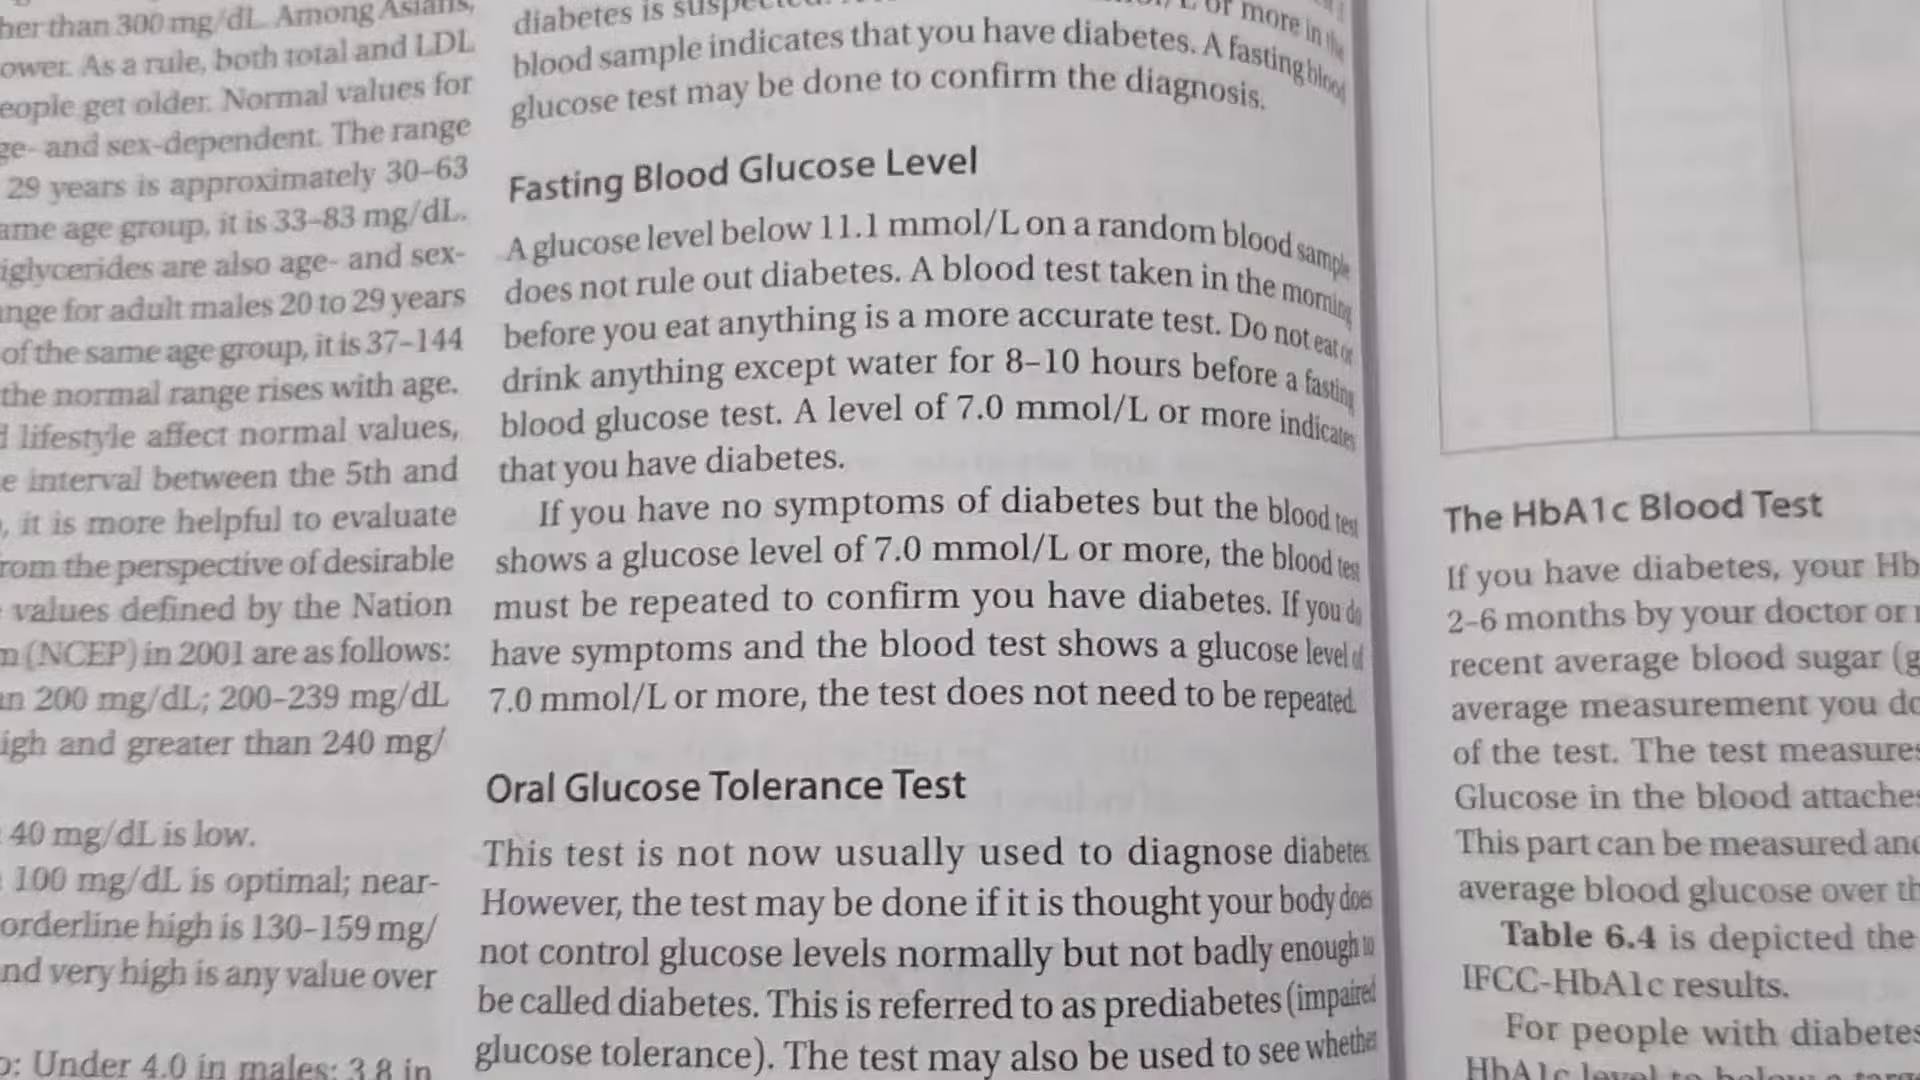 her than 300 mg/dL. Among Asians,
ower. As a rule, both total and LDL
eople get older. Normal values for
ge- and sex-dependent. The range
29 years is approximately 30–63
ame age group, it is 33–83 mg/dL.
iglycerides are also age- and sex-
nge for adult males 20 to 29 years
of the same age group, it is 37–144
the normal range rises with age.
d lifestyle affect normal values,
e interval between the 5th and
, it is more helpful to evaluate
rom the perspective of desirable
values defined by the Nation
m (NCEP) in 2001 are as follows:
an 200 mg/dL; 200–239 mg/dL
igh and greater than 240 mg/
40 mg/dL is low.
100 mg/dL is optimal; near-
orderline high is 130–159 mg/
nd very high is any value over
o: Under 4.0 in males; 3.8 in
diabetes is suspected. or more in the
blood sample indicates that you have diabetes. A fasting blood
glucose test may be done to confirm the diagnosis.
Fasting Blood Glucose Level
A glucose level below 11.1 mmol/L on a random blood sample
does not rule out diabetes. A blood test taken in the morning
before you eat anything is a more accurate test. Do not eat or
drink anything except water for 8–10 hours before a fasting
blood glucose test. A level of 7.0 mmol/L or more indicates
that you have diabetes.
If you have no symptoms of diabetes but the blood test
shows a glucose level of 7.0 mmol/L or more, the blood test
must be repeated to confirm you have diabetes. If you do
have symptoms and the blood test shows a glucose level of
7.0 mmol/L or more, the test does not need to be repeated.
Oral Glucose Tolerance Test
This test is not now usually used to diagnose diabetes.
However, the test may be done if it is thought your body does
not control glucose levels normally but not badly enough to
be called diabetes. This is referred to as prediabetes (impaired
glucose tolerance). The test may also be used to see whether
The HbA1c Blood Test
If you have diabetes, your Hb
2–6 months by your doctor or
recent average blood sugar (g
average measurement you do
of the test. The test measures
Glucose in the blood attaches
This part can be measured and
average blood glucose over th
Table 6.4 is depicted the
IFCC-HbA1c results.
For people with diabetes
HbA1c level to below a targe